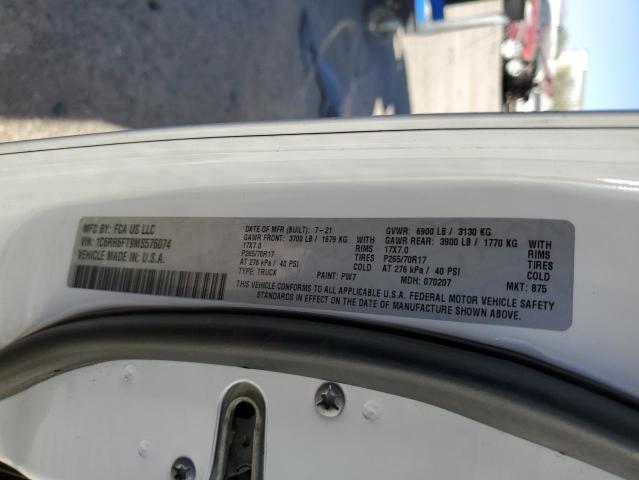 MFD BY: FCA US LLC
VIN: 1C6RR6FT9MS576074
VEHICLE MADE IN U.S.A.
DATE OF MFR (BUILT): 7-21
GVWR: 6900 LB / 3130 KG
GAWR FRONT: 3700 LB / 1679 KG WITH
GAWR REAR: 3900 LB / 1770 KG WITH
17X7.0 RIMS
17X7.0 RIMS
P265/70R17 TIRES
P265/70R17 TIRES
AT 276 kPa / 40 PSI COLD
AT 276 kPa / 40 PSI COLD
TYPE: TRUCK PAINT: PW7 MDH: 070207 MKT: 875
THIS VEHICLE CONFORMS TO ALL APPLICABLE U.S.A. FEDERAL MOTOR VEHICLE SAFETY
STANDARDS IN EFFECT ON THE DATE OF MANUFACTURE SHOWN ABOVE.